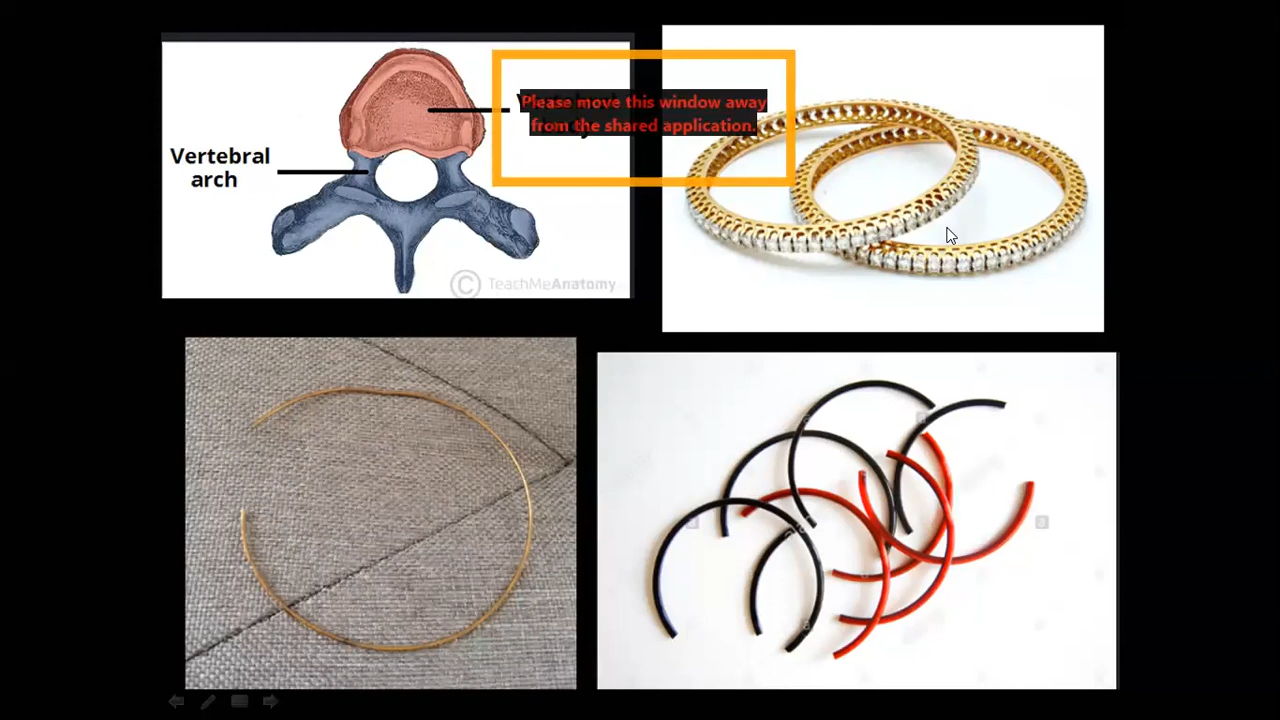 Please move this window away
from the shared application.
Vertebral
arch
© TeachMeAnatomy
a
a
a
a
a
a